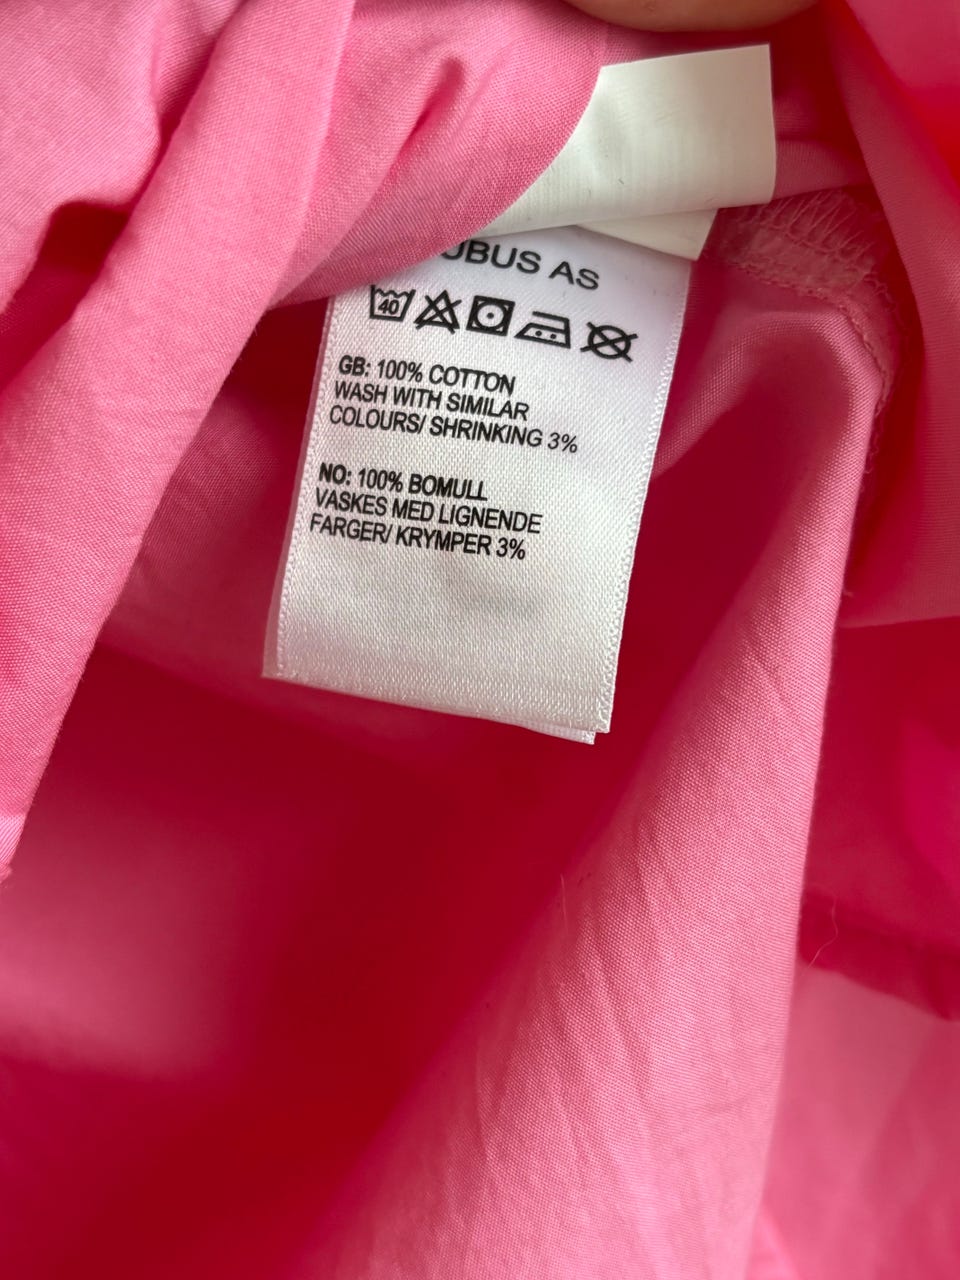 UBUS AS
40
GB: 100% COTTON
WASH WITH SIMILAR
COLOURS/ SHRINKING 3%
NO: 100% BOMULL
VASKES MED LIGNENDE
FARGER/ KRYMPER 3%